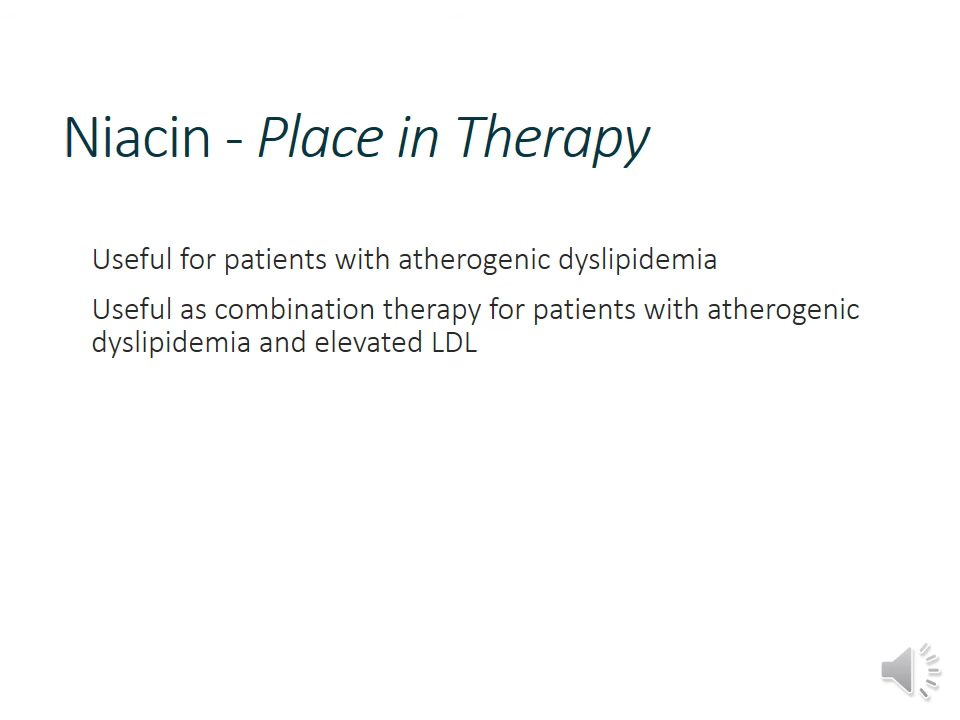 Niacin - Place in Therapy
Useful for patients with atherogenic dyslipidemia
Useful as combination therapy for patients with atherogenic
dyslipidemia and elevated LDL